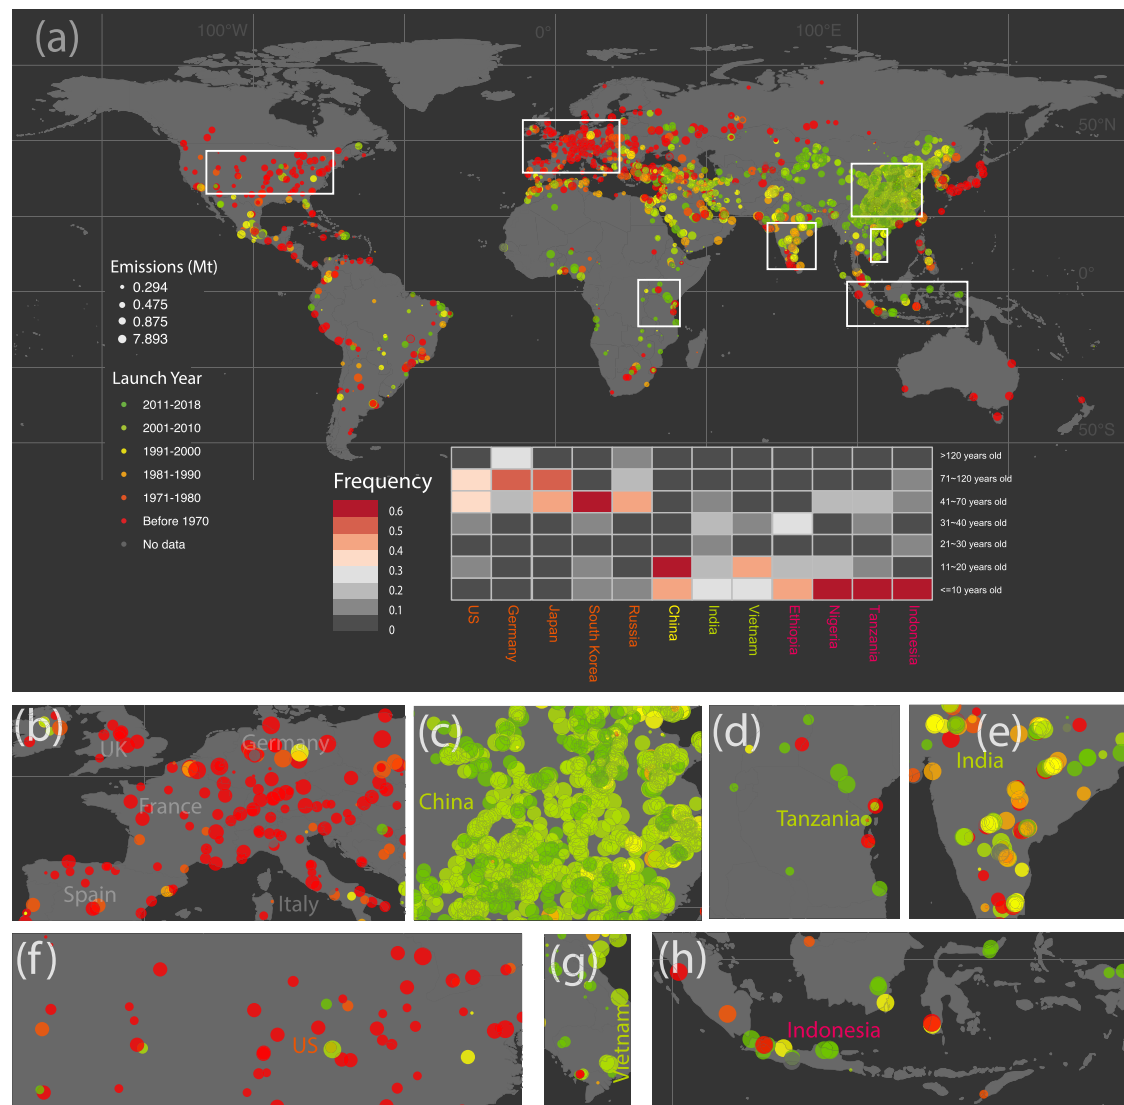 (a)
100°W
0°
100°E
50°N
0°
50°S
Emissions (Mt)
0.294
0.475
0.875
7.893
Launch Year
2011-2018
2001-2010
1991-2000
1981-1990
1971-1980
Before 1970
No data
Frequency
0.6
0.5
0.4
0.3
0.2
0.1
0
>120 years old
71~120 years old
41~70 years old
31~40 years old
21~30 years old
11~20 years old
<=10 years old
US
Germany
Japan
South Korea
Russia
China
India
Vietnam
Ethiopia
Nigeria
Tanzania
Indonesia
(b)
UK
Germany
France
Spain
Italy
(c)
China
(d)
Tanzania
(e)
India
(f)
US
(g)
Vietnam
(h)
Indonesia